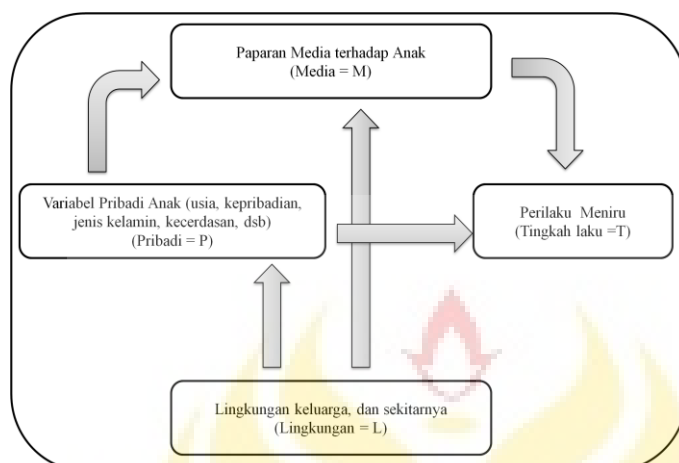 Paparan Media terhadap Anak
(Media = M)
Variabel Pribadi Anak (usia, kepribadian,
jenis kelamin, kecerdasan, dsb)
(Pribadi = P)
Perilaku Meniru
(Tingkah laku =T)
Lingkungan keluarga, dan sekitarnya
(Lingkungan = L)